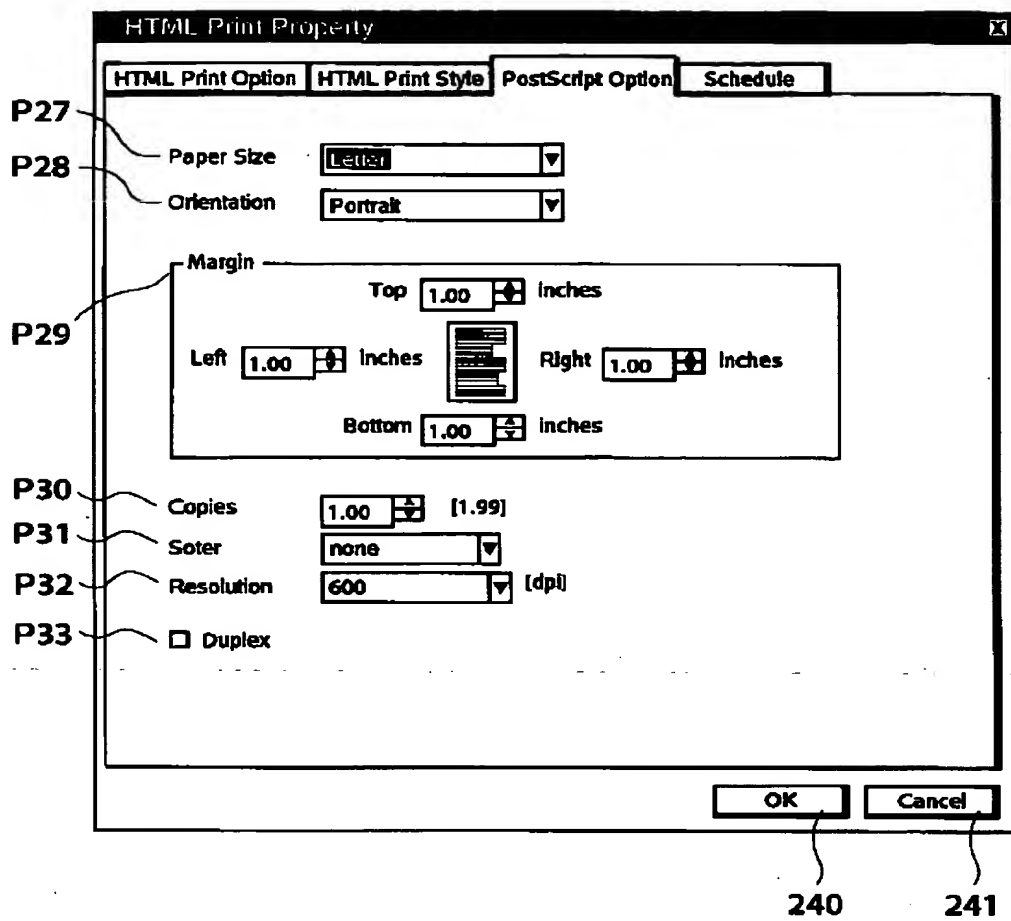 HTML Print Property
HTML Print Option HTML Print Style PostScript Option Schedule
P27 Paper Size Letter
P28 Orientation Portrait
P29 Margin
Top 1.00 inches
Left 1.00 inches Right 1.00 inches
Bottom 1.00 inches
P30 Copies 1.00 [1.99]
P31 Soter none
P32 Resolution 600 [dpi]
P33 Duplex
OK Cancel
240 241